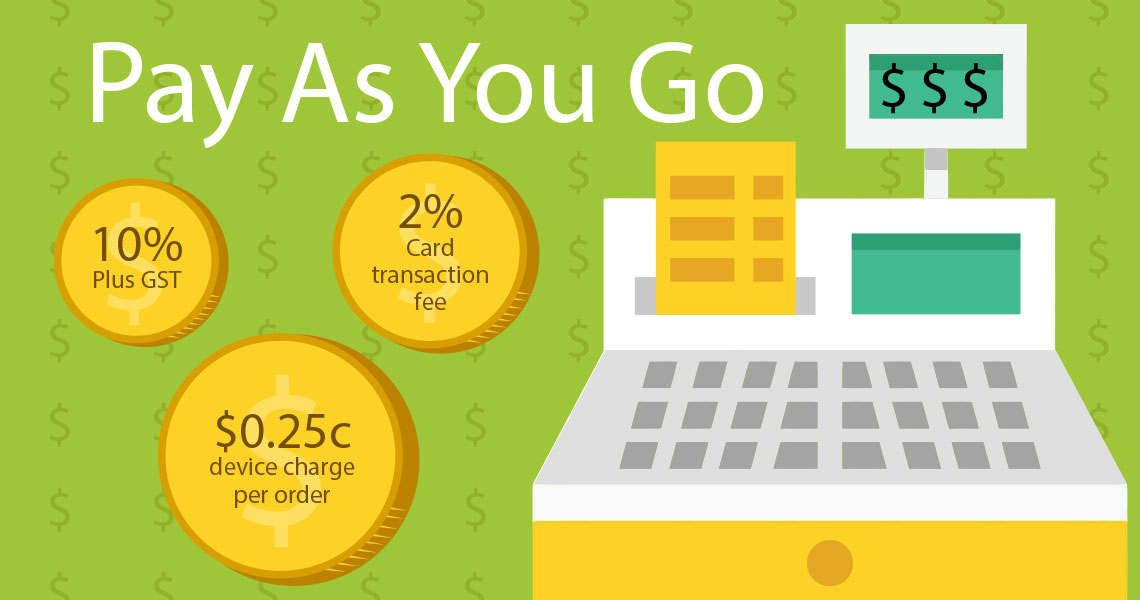 Pay As You Go
$ $ $
10%
Plus GST
2%
Card
transaction
fee
$0.25c
device charge
per order